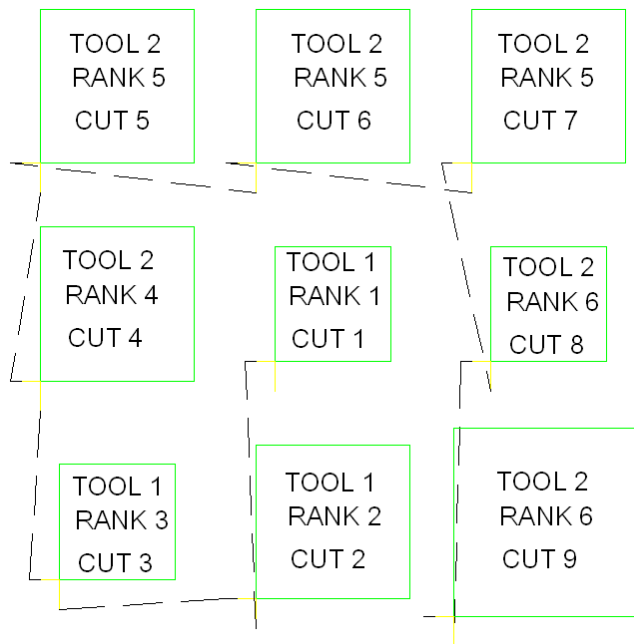 TOOL 2
RANK 5
CUT 5
TOOL 2
RANK 5
CUT 6
TOOL 2
RANK 5
CUT 7
TOOL 2
RANK 4
CUT 4
TOOL 1
RANK 1
CUT 1
TOOL 2
RANK 6
CUT 8
TOOL 1
RANK 3
CUT 3
TOOL 1
RANK 2
CUT 2
TOOL 2
RANK 6
CUT 9